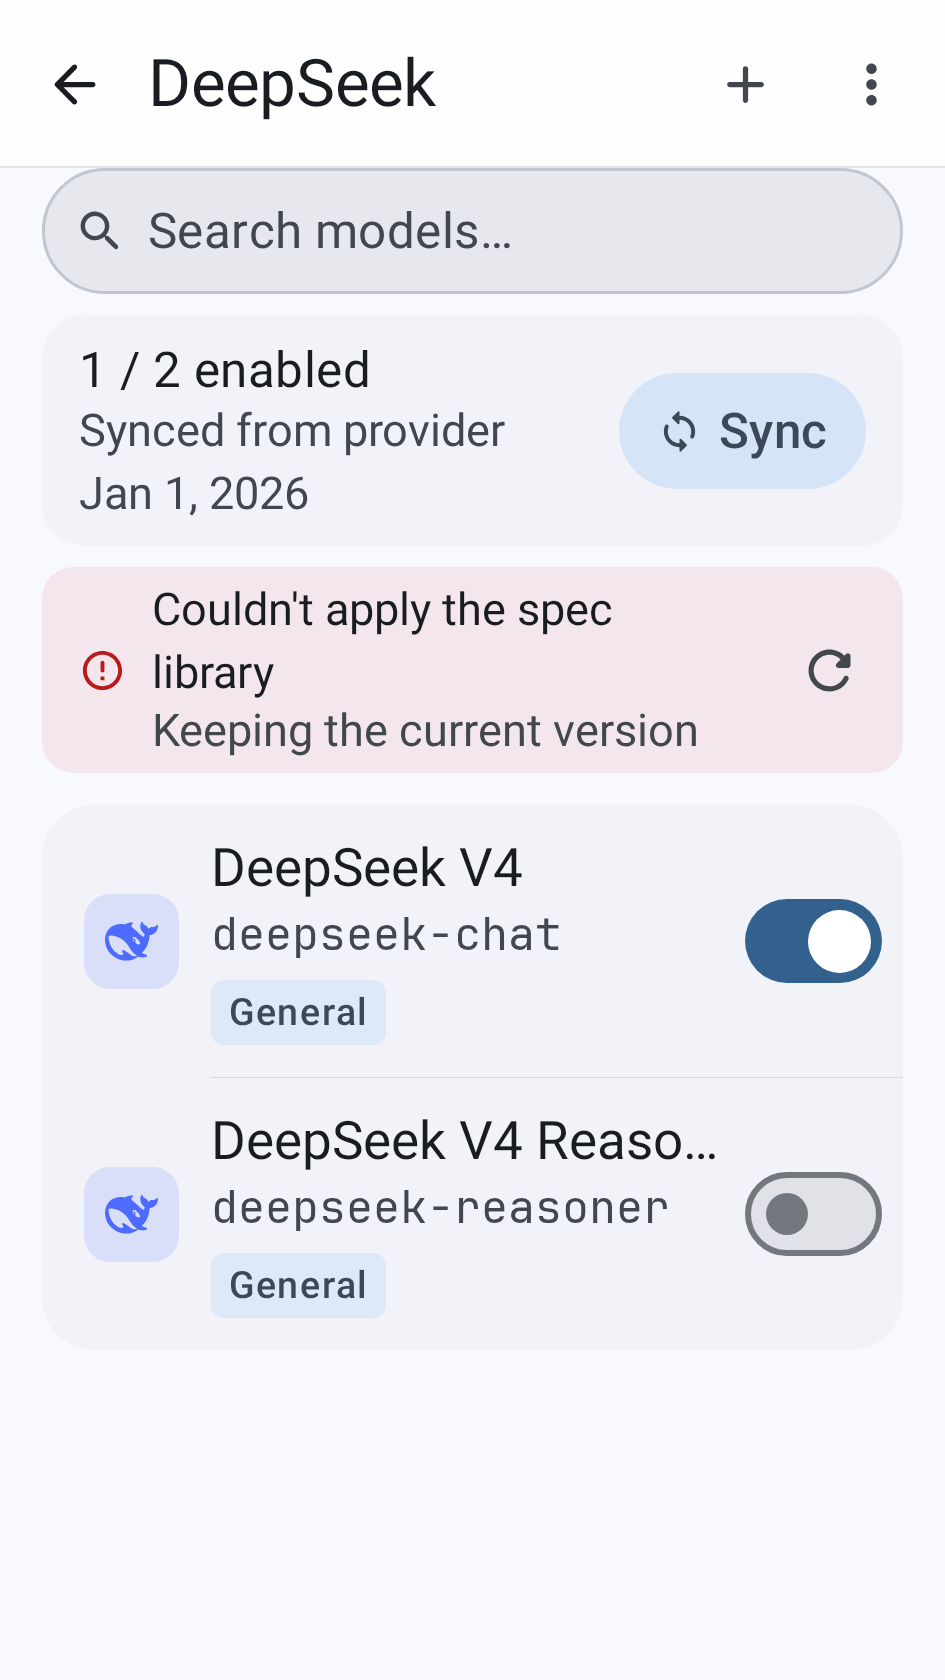 DeepSeek
Search models…
1 / 2 enabled
Synced from provider
Jan 1, 2026
Sync
Couldn't apply the spec
library
Keeping the current version
DeepSeek V4
deepseek-chat
General
DeepSeek V4 Reaso…
deepseek-reasoner
General